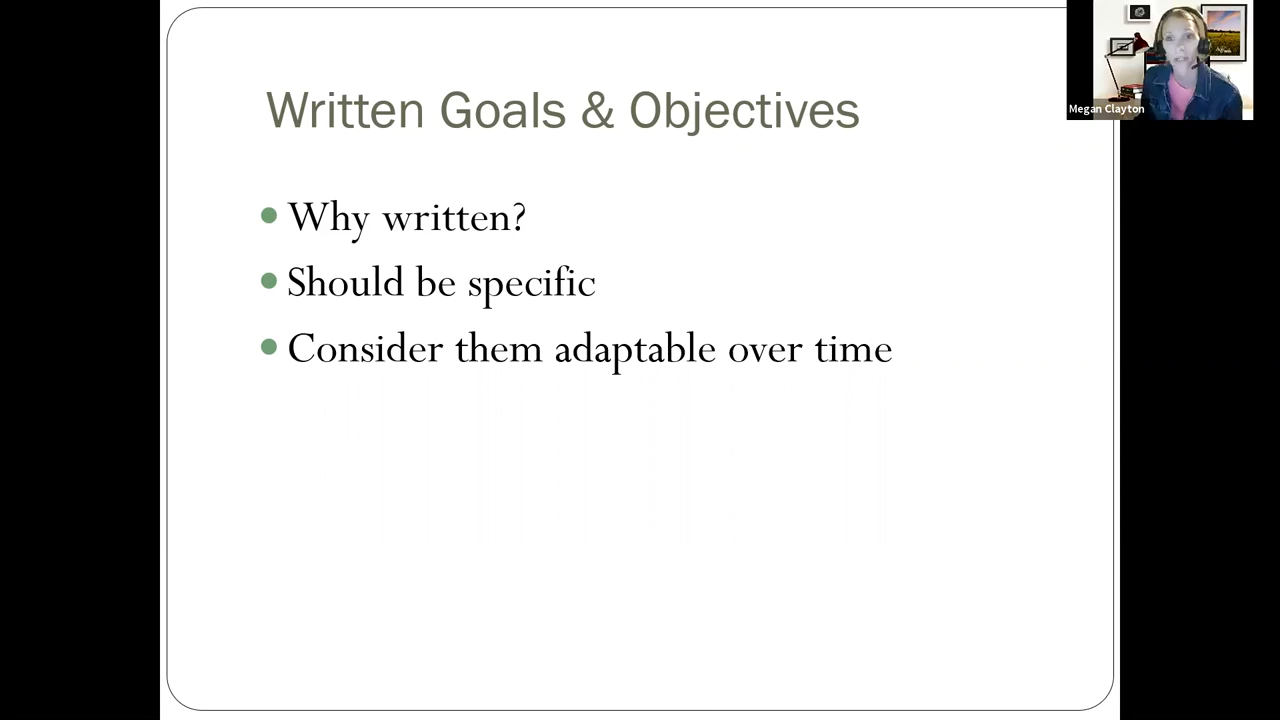 Written Goals & Objectives
Why written?
Should be specific
Consider them adaptable over time
Megan Clayton